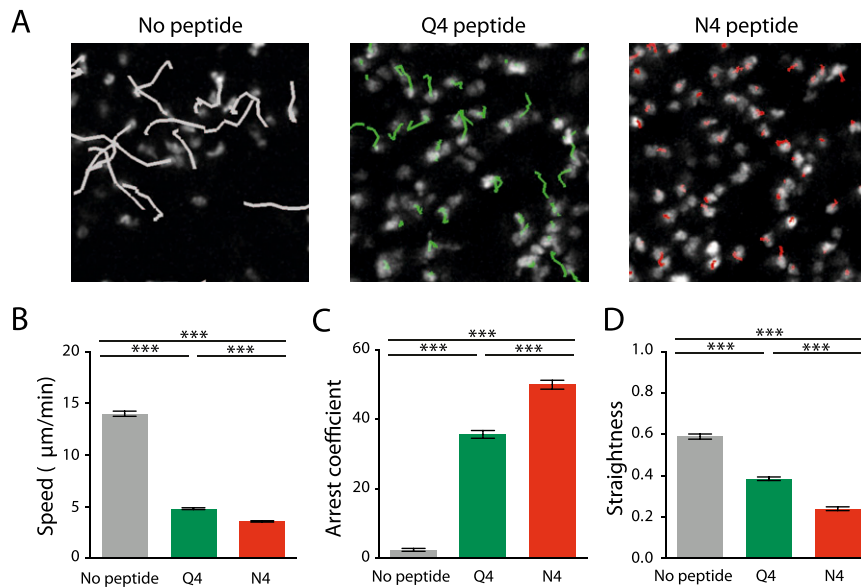 A
No peptide
Q4 peptide
N4 peptide
B
***
***
***
Speed ( μm/min)
20
15
10
5
0
No peptide
Q4
N4
C
***
***
***
Arrest coefficient
60
40
20
0
No peptide
Q4
N4
D
***
***
***
Straightness
1.0
0.8
0.6
0.4
0.2
0.0
No peptide
Q4
N4